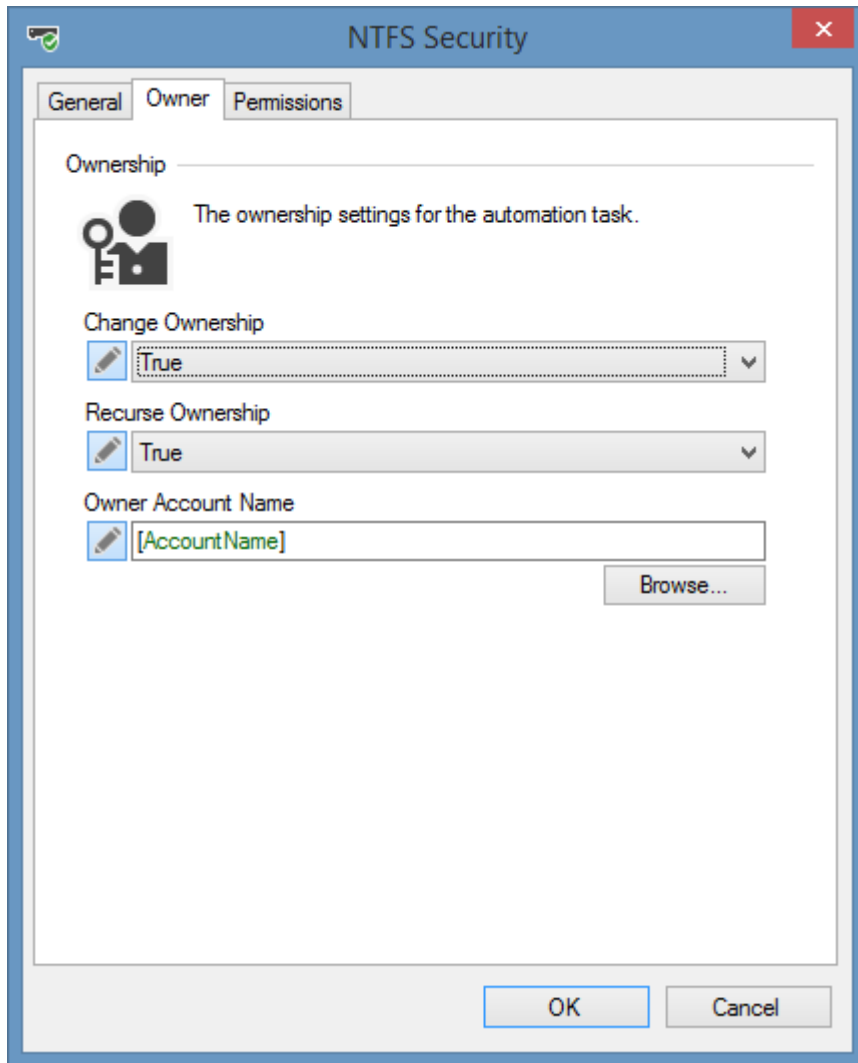 NTFS Security
General Owner Permissions
Ownership
The ownership settings for the automation task.
Change Ownership
True
Recurse Ownership
True
Owner Account Name
[AccountName]
Browse...
OK Cancel